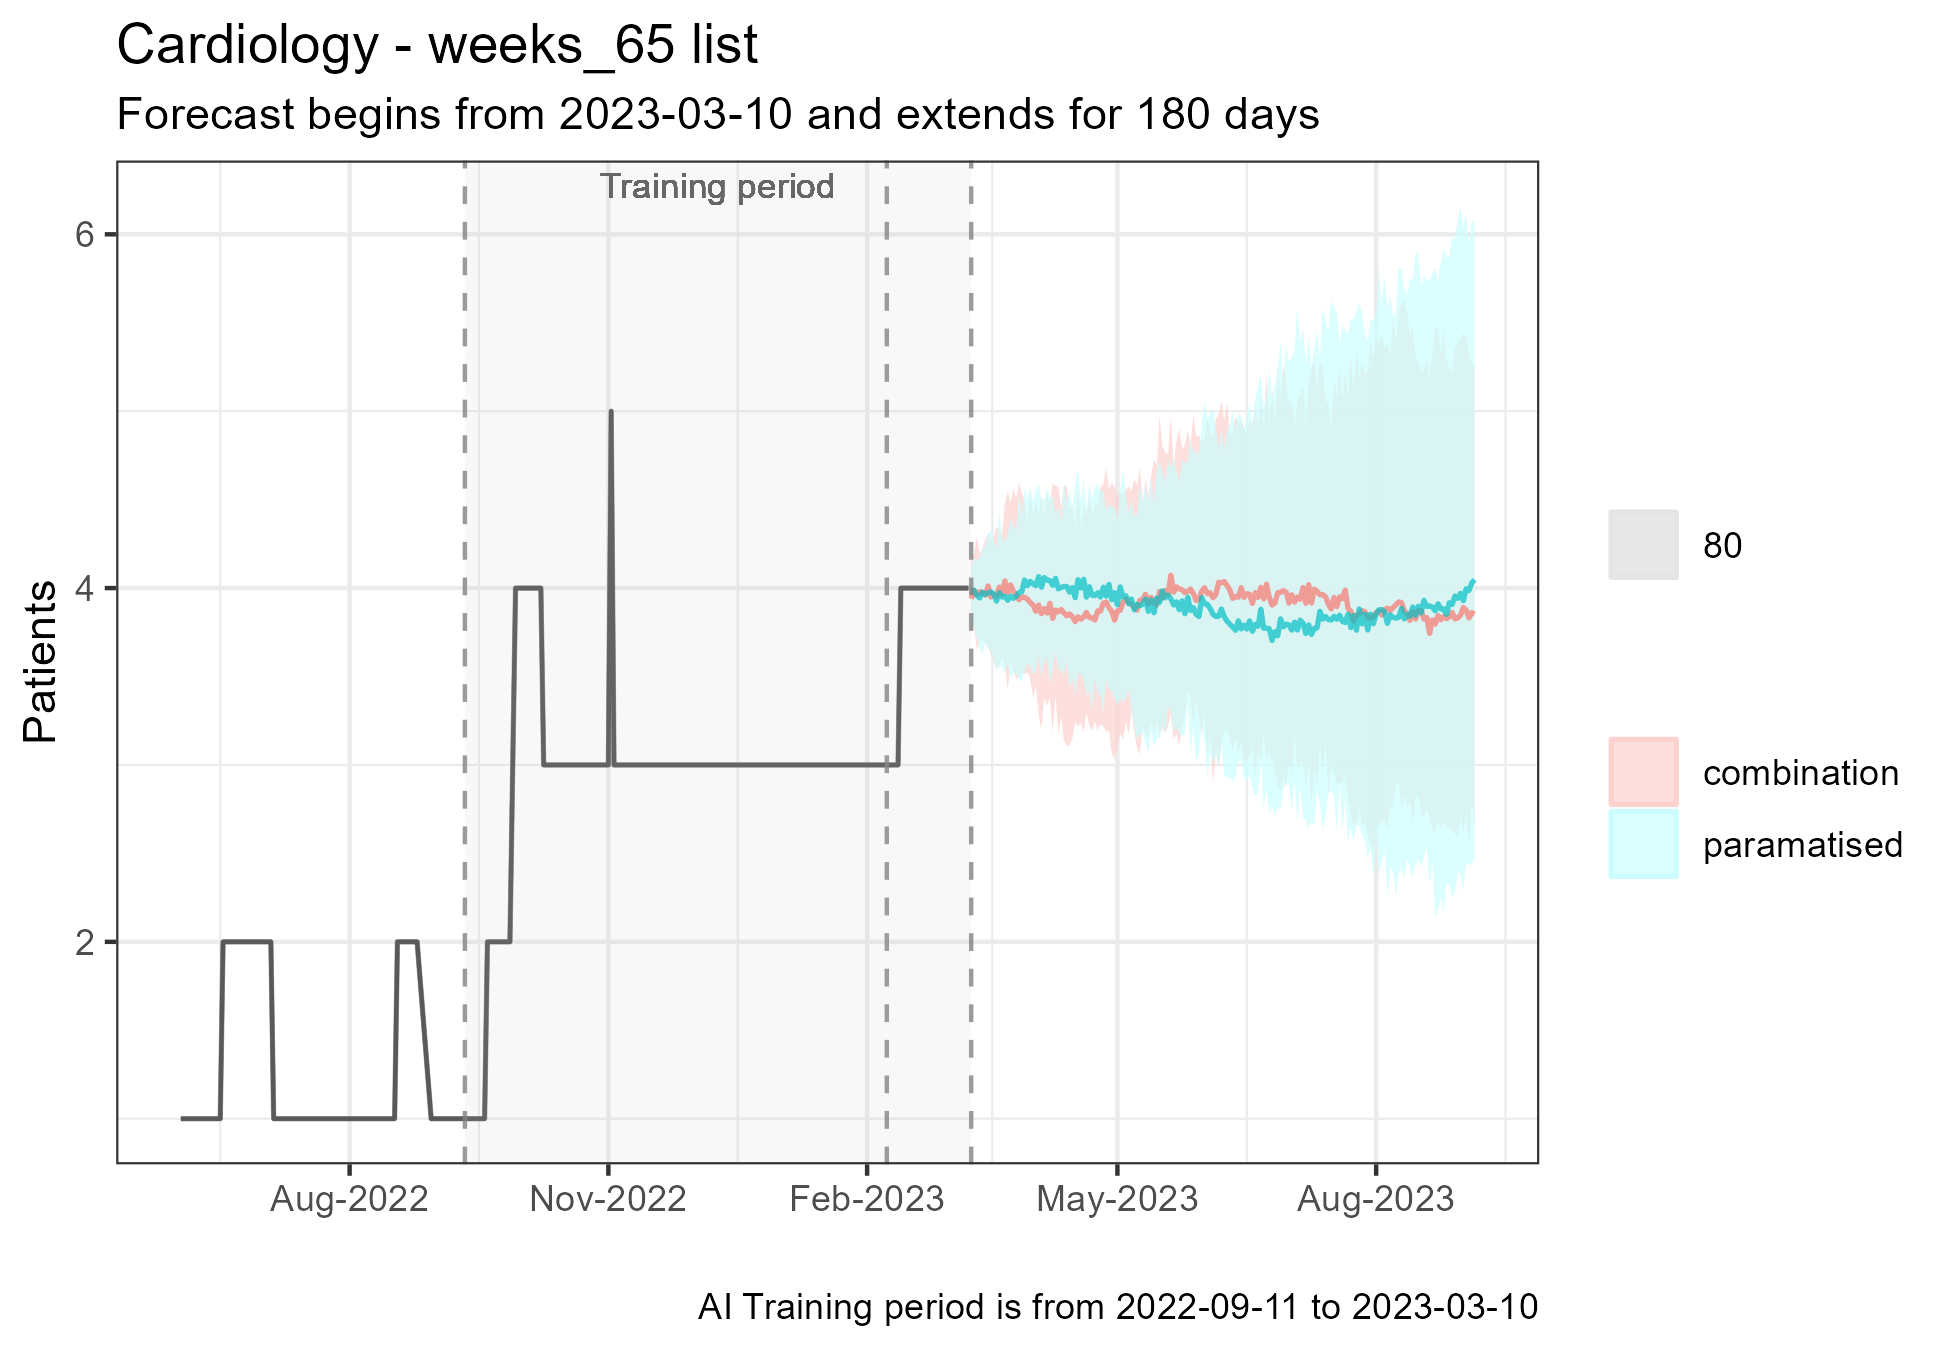 Cardiology - weeks_65 list
Forecast begins from 2023-03-10 and extends for 180 days
Training period
6
4
2
Patients
Aug-2022
Nov-2022
Feb-2023
May-2023
Aug-2023
80
combination
paramatised
AI Training period is from 2022-09-11 to 2023-03-10